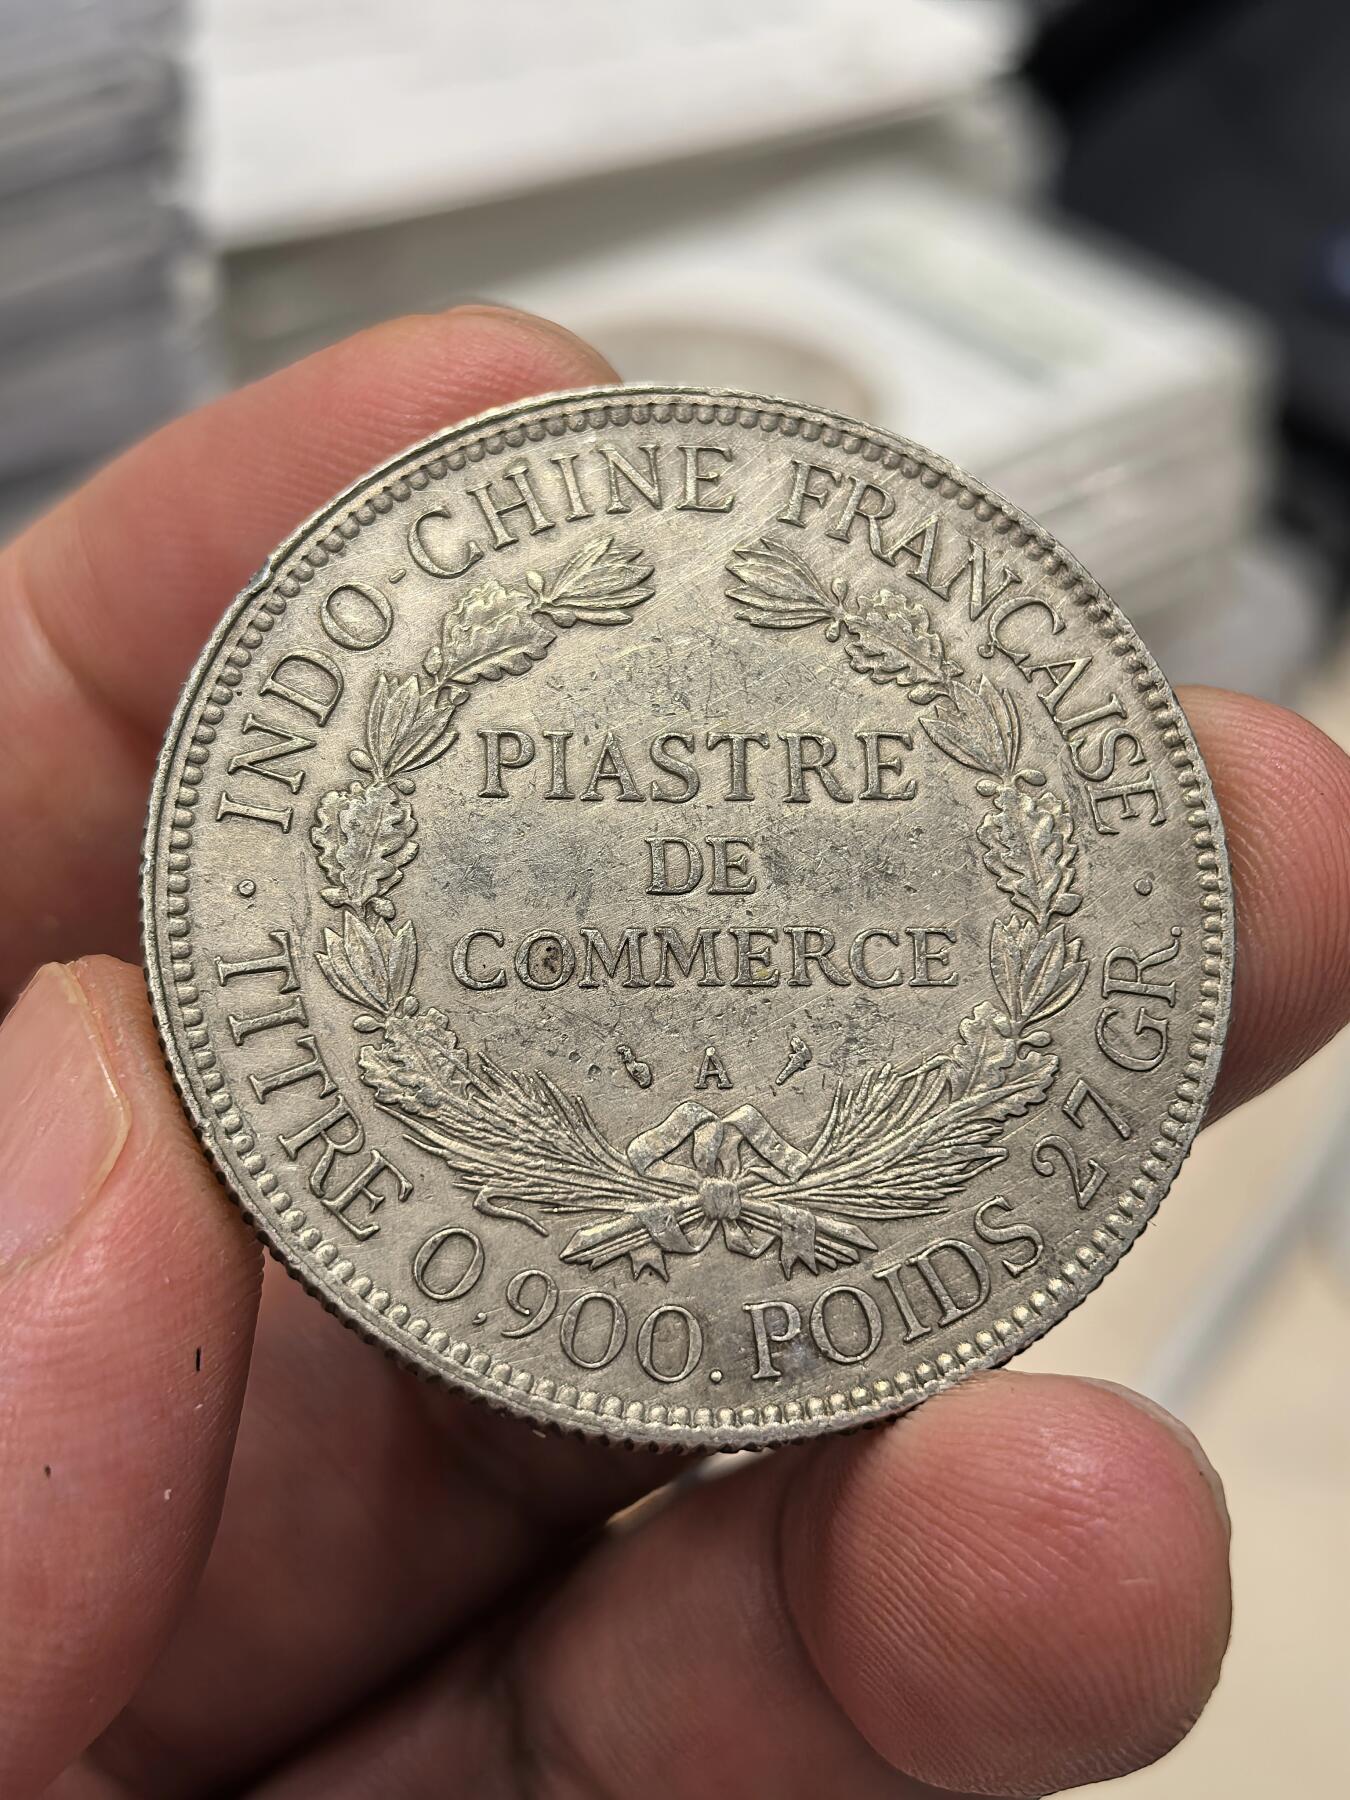 INDO-CHINE FRANÇAISE
PIASTRE
DE
COMMERCE
A
TITRE 0,900. POIDS 27 GR.